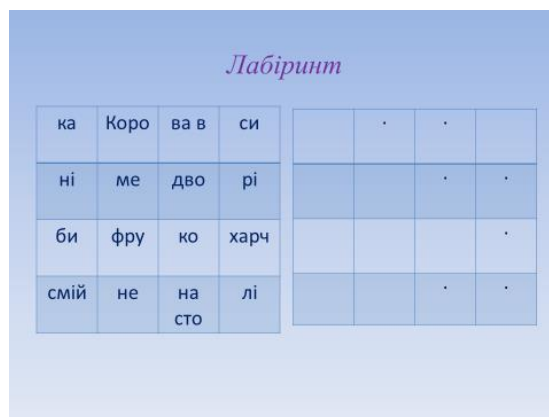 Лабіринт
ка Коро ва в си
ні ме дво рі
би фру ко харч
смій не на лі
сто